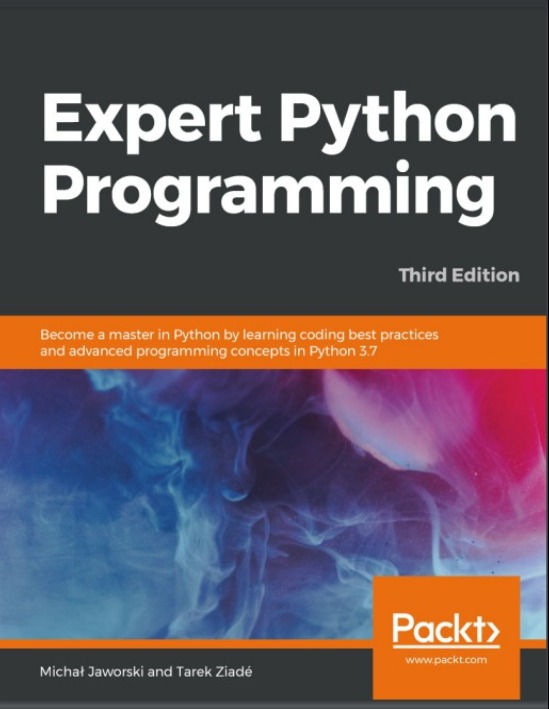 Expert Python
Programming
Third Edition
Become a master in Python by learning coding best practices
and advanced programming concepts in Python 3.7
Packt>
www.packt.com
Michał Jaworski and Tarek Ziadé